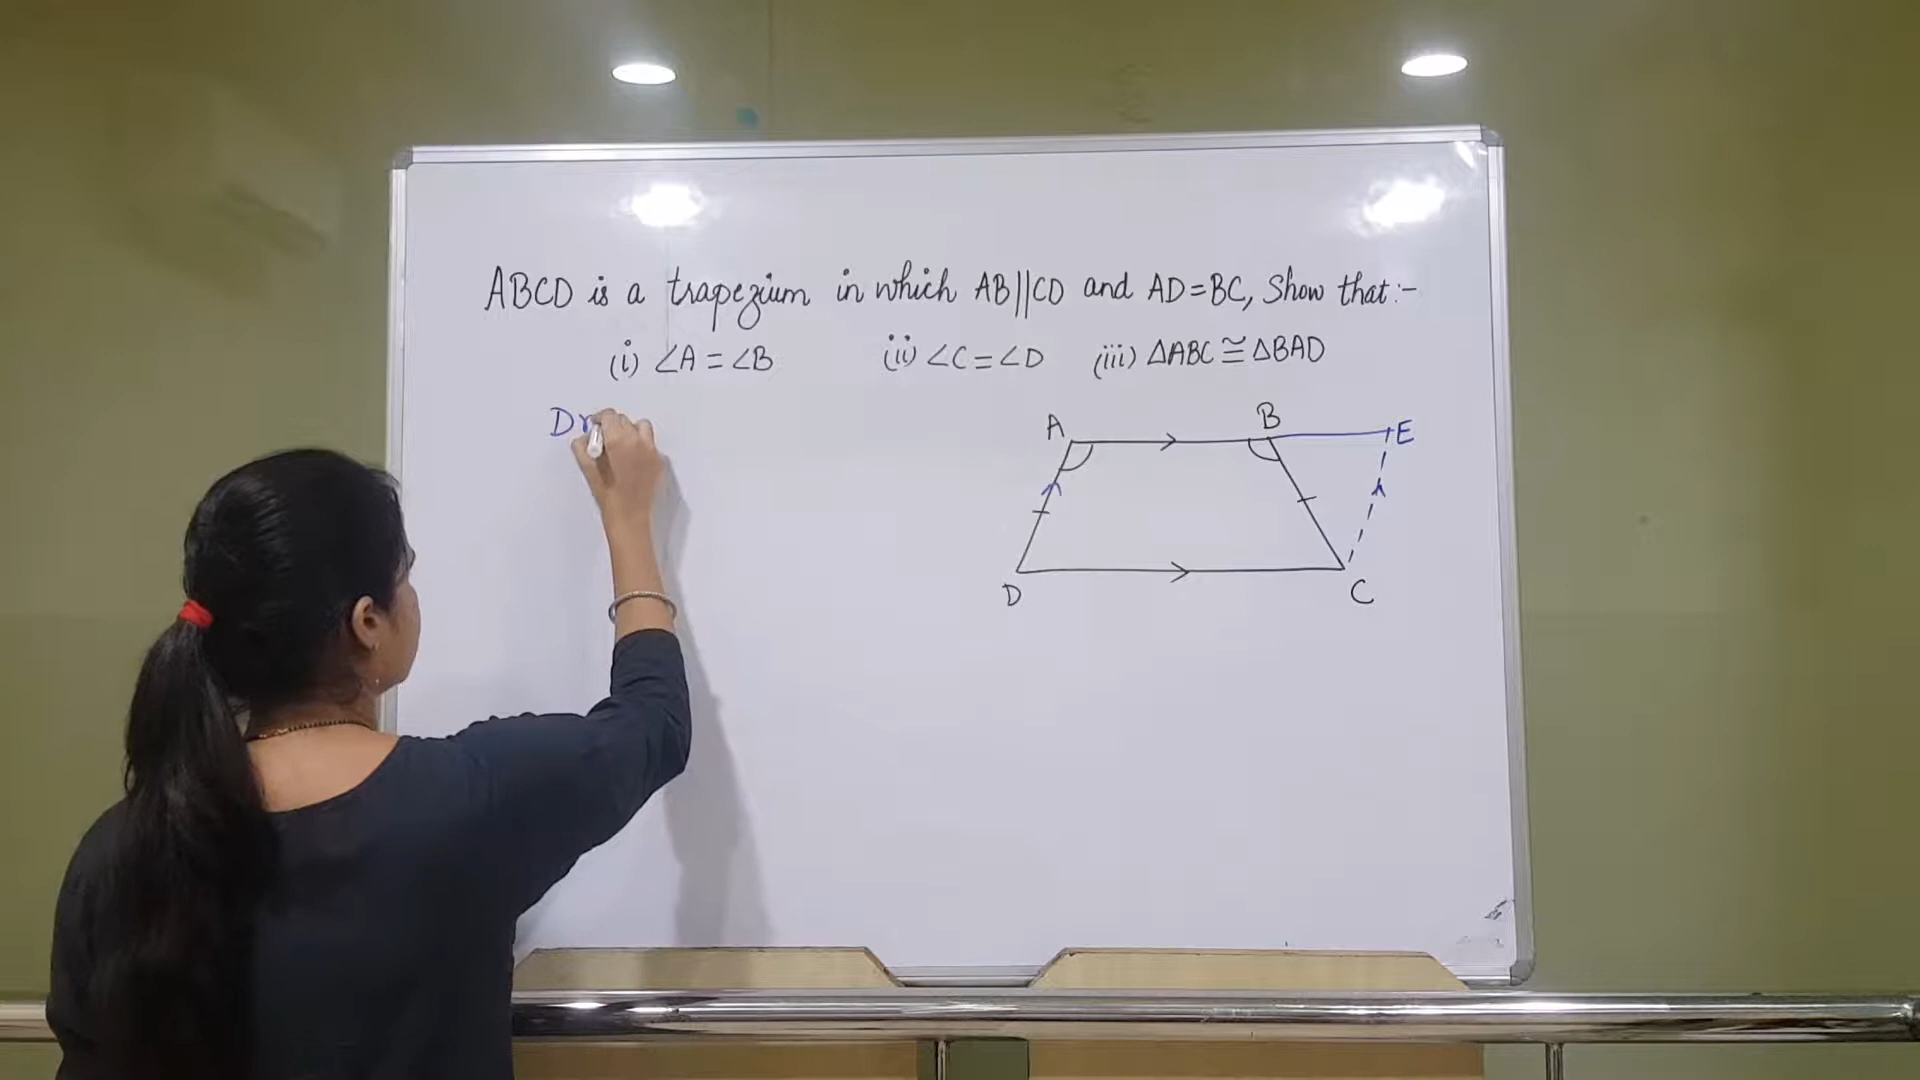 ABCD is a trapezium in which AB||CD and AD=BC, Show that:-
(i) ∠A = ∠B (ii) ∠C = ∠D (iii) ΔABC ≅ ΔBAD
A B E
D C